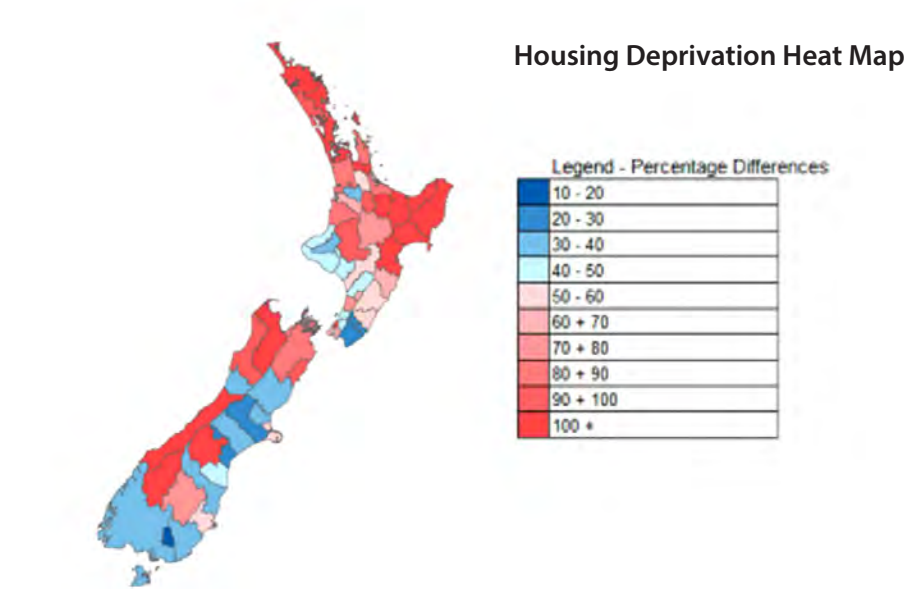 Housing Deprivation Heat Map
Legend - Percentage Differences
10 - 20
20 - 30
30 - 40
40 - 50
50 - 60
60 + 70
70 + 80
80 + 90
90 + 100
100 +